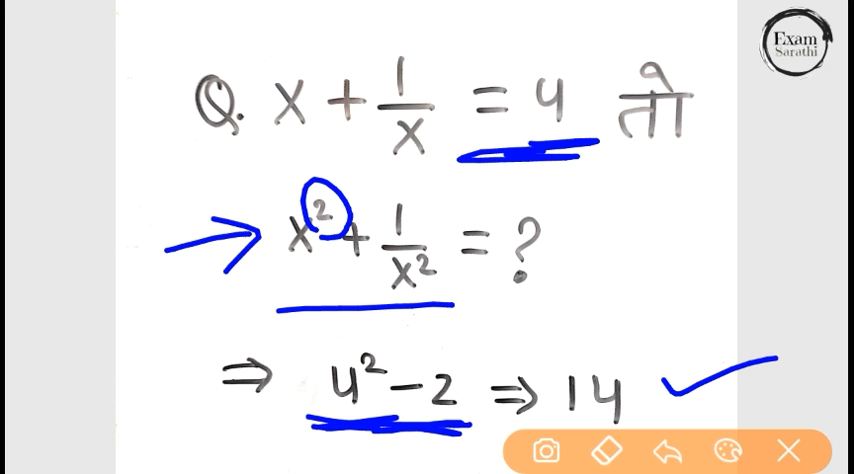 Exam
Sarathi
Q. x + 1/x = 4 तो
x² + 1/x² = ?
⇒ 4² - 2 ⇒ 14